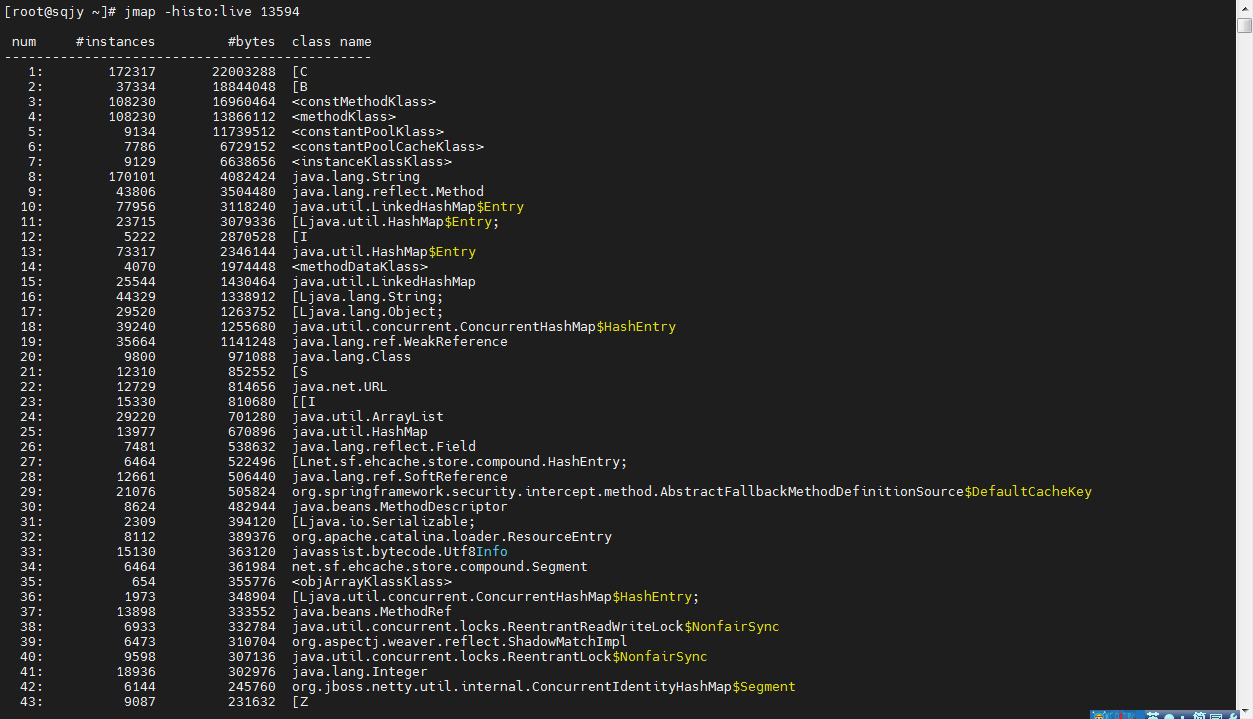 [root@sqjy ~]# jmap -histo:live 13594
num #instances #bytes class name
----------------------------------------------
1: 172317 22003288 [C
2: 37334 18844048 [B
3: 108230 16960464 <constMethodKlass>
4: 108230 13866112 <methodKlass>
5: 9134 11739512 <constantPoolKlass>
6: 7786 6729152 <constantPoolCacheKlass>
7: 9129 6638656 <instanceKlassKlass>
8: 170101 4082424 java.lang.String
9: 43806 3504480 java.lang.reflect.Method
10: 77956 3118240 java.util.LinkedHashMap$Entry
11: 23715 3079336 [Ljava.util.HashMap$Entry;
12: 5222 2870528 [I
13: 73317 2346144 java.util.HashMap$Entry
14: 4070 1974448 <methodDataKlass>
15: 25544 1430464 java.util.LinkedHashMap
16: 44329 1338912 [Ljava.lang.String;
17: 29520 1263752 [Ljava.lang.Object;
18: 39240 1255680 java.util.concurrent.ConcurrentHashMap$HashEntry
19: 35664 1141248 java.lang.ref.WeakReference
20: 9800 971088 java.lang.Class
21: 12310 852552 [S
22: 12729 814656 java.net.URL
23: 15330 810680 [[I
24: 29220 701280 java.util.ArrayList
25: 13977 670896 java.util.HashMap
26: 7481 538632 java.lang.reflect.Field
27: 6464 522496 [Lnet.sf.ehcache.store.compound.HashEntry;
28: 12661 506440 java.lang.ref.SoftReference
29: 21076 505824 org.springframework.security.intercept.method.AbstractFallbackMethodDefinitionSource$DefaultCacheKey
30: 8624 482944 java.beans.MethodDescriptor
31: 2309 394120 [Ljava.io.Serializable;
32: 8112 389376 org.apache.catalina.loader.ResourceEntry
33: 15130 363120 javassist.bytecode.Utf8Info
34: 6464 361984 net.sf.ehcache.store.compound.Segment
35: 654 355776 <objArrayKlassKlass>
36: 1973 348904 [Ljava.util.concurrent.ConcurrentHashMap$HashEntry;
37: 13898 333552 java.beans.MethodRef
38: 6933 332784 java.util.concurrent.locks.ReentrantReadWriteLock$NonfairSync
39: 6473 310704 org.aspectj.weaver.reflect.ShadowMatchImpl
40: 9598 307136 java.util.concurrent.locks.ReentrantLock$NonfairSync
41: 18936 302976 java.lang.Integer
42: 6144 245760 org.jboss.netty.util.internal.ConcurrentIdentityHashMap$Segment
43: 9087 231632 [Z